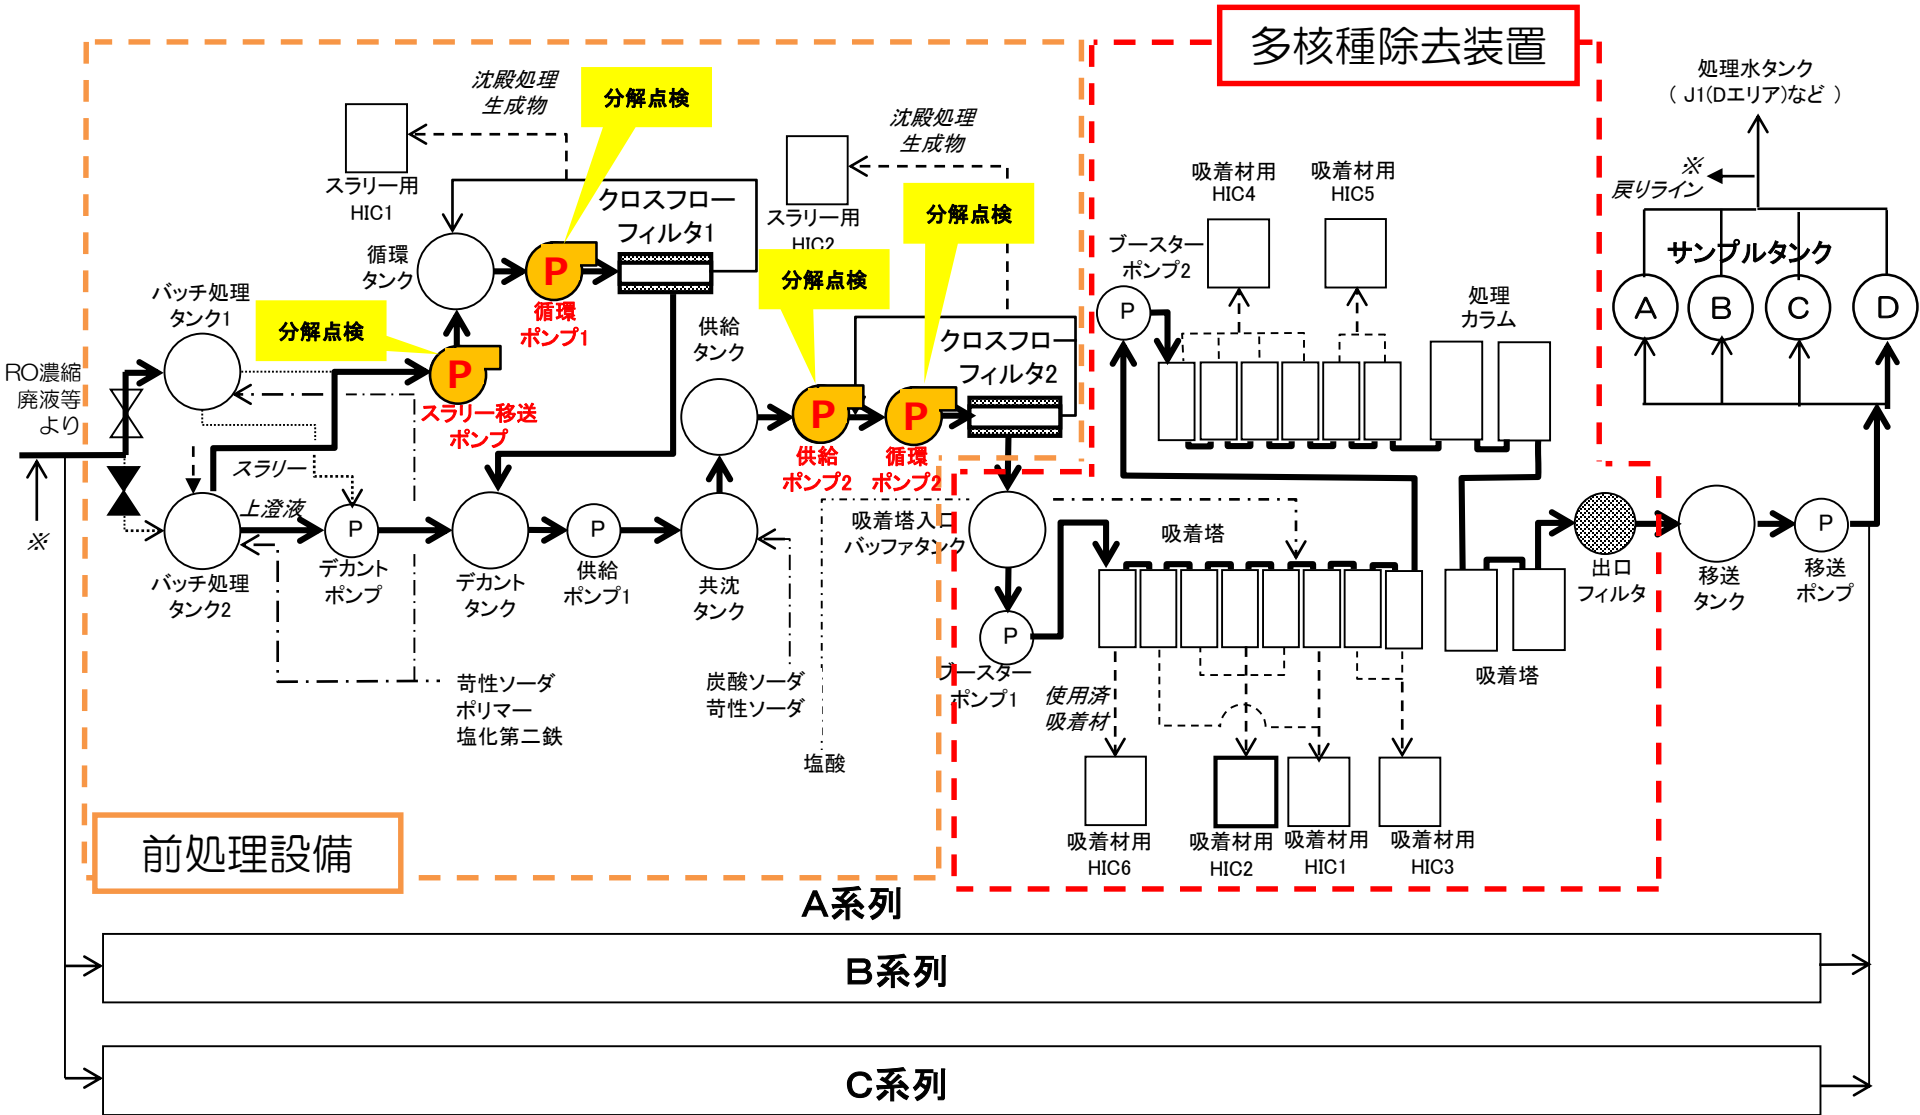 多核種除去装置
処理水タンク
（ J1(Dエリア)など ）
※
戻りライン
サンプルタンク
A
B
C
D
沈殿処理
生成物
分解点検
スラリー用
HIC1
循環
タンク
P
循環
ポンプ1
クロスフロー
フィルタ1
沈殿処理
生成物
スラリー用
HIC2
分解点検
分解点検
バッチ処理
タンク1
分解点検
P
スラリー移送
ポンプ
RO濃縮
廃液等
より
※
スラリー
上澄液
バッチ処理
タンク2
P
デカント
ポンプ
デカント
タンク
P
供給
ポンプ1
共沈
タンク
供給
タンク
P
供給
ポンプ2
P
循環
ポンプ2
クロスフロー
フィルタ2
苛性ソーダ
ポリマー
塩化第二鉄
炭酸ソーダ
苛性ソーダ
塩酸
吸着塔入口
バッファタンク
P
ブースター
ポンプ1
ブースター
ポンプ2
P
吸着材用
HIC4
吸着材用
HIC5
処理
カラム
吸着塔
使用済
吸着材
吸着材用
HIC6
吸着材用
HIC2
吸着材用
HIC1
吸着材用
HIC3
吸着塔
出口
フィルタ
移送
タンク
P
移送
ポンプ
前処理設備
A系列
B系列
C系列